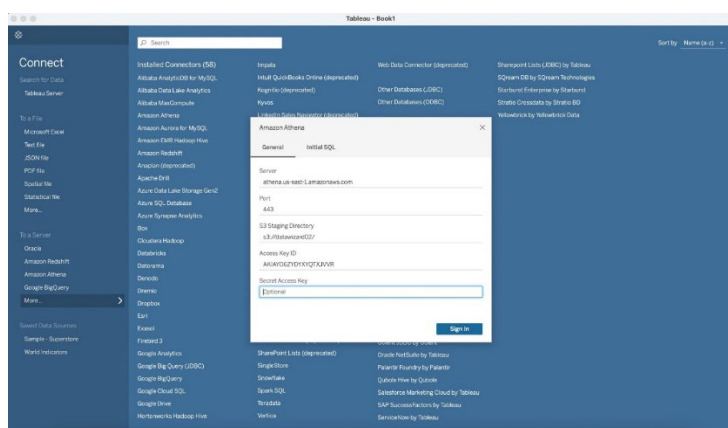 Tableau - Book1
Search
Sort by Name (a-z)
Connect
Search for Data
Tableau Server
To a File
Microsoft Excel
Text file
JSON file
PDF file
Spatial file
Statistical file
More...
To a Server
Oracle
Amazon Redshift
Amazon Athena
Google BigQuery
More...
Saved Data Sources
Sample - Superstore
World Indicators
Installed Connectors (58)
Alibaba AnalyticDB for MySQL
Alibaba Data Lake Analytics
Alibaba MaxCompute
Amazon Athena
Amazon Aurora for MySQL
Amazon EMR Hadoop Hive
Amazon Redshift
Anaplan (deprecated)
Apache Drill
Azure Data Lake Storage Gen2
Azure SQL Database
Azure Synapse Analytics
Box
Cloudera Hadoop
Databricks
Datorama
Denodo
Dremio
Dropbox
Esri
Exasol
Firebird 3
Google Analytics
Google Big Query (JDBC)
Google BigQuery
Google Cloud SQL
Google Drive
Hortonworks Hadoop Hive
Impala
Intuit QuickBooks Online (deprecated)
Kognitio (deprecated)
Kyvos
LinkedIn Sales Navigator (deprecated)
SharePoint Lists (deprecated)
SingleStore
Snowflake
Spark SQL
Teradata
Vertica
Web Data Connector (deprecated)
Other Databases (JDBC)
Other Databases (ODBC)
Oracle NetSuite by Tableau
Palantir Foundry by Palantir
Qubole Hive by Qubole
Salesforce Marketing Cloud by Tableau
SAP SuccessFactors by Tableau
ServiceNow by Tableau
Sharepoint Lists (JDBC) by Tableau
SQream DB by SQream Technologies
Starburst Enterprise by Starburst
Stratio Crossdata by Stratio BD
Yellowbrick by Yellowbrick Data
Amazon Athena
General Initial SQL
Server
athena.us-east-1.amazonaws.com
Port
443
S3 Staging Directory
s3://datawizard02/
Access Key ID
Secret Access Key
Optional
Sign In